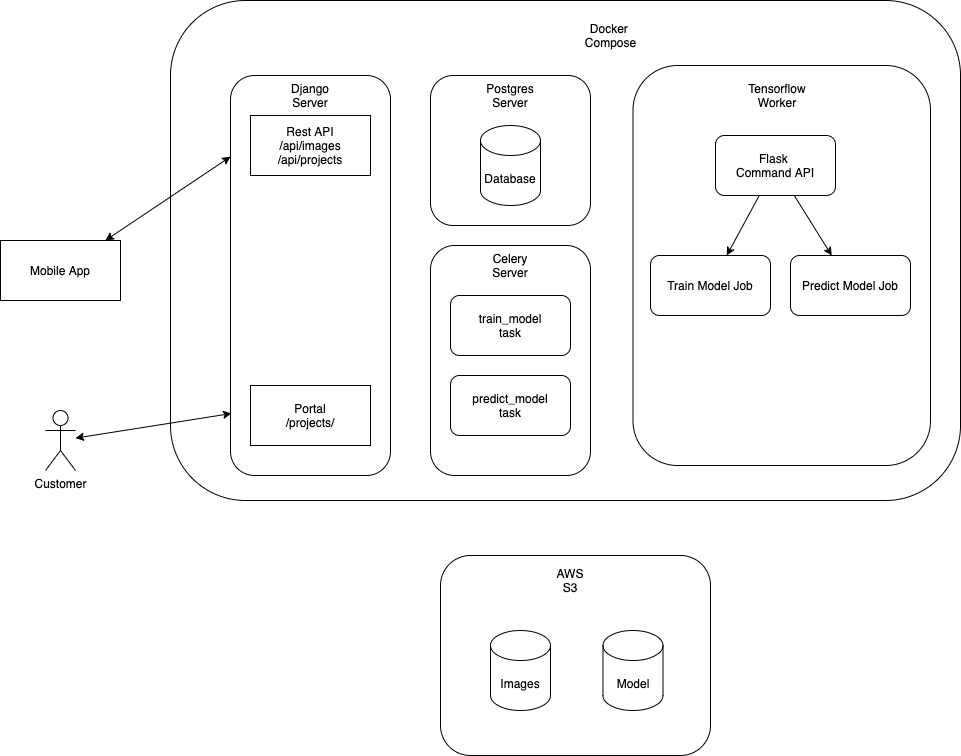 Docker
Compose
Django
Server
Rest API
/api/images
/api/projects
Portal
/projects/
Postgres
Server
Database
Celery
Server
train_model
task
predict_model
task
Tensorflow
Worker
Flask
Command API
Train Model Job
Predict Model Job
Mobile App
Customer
AWS
S3
Images
Model